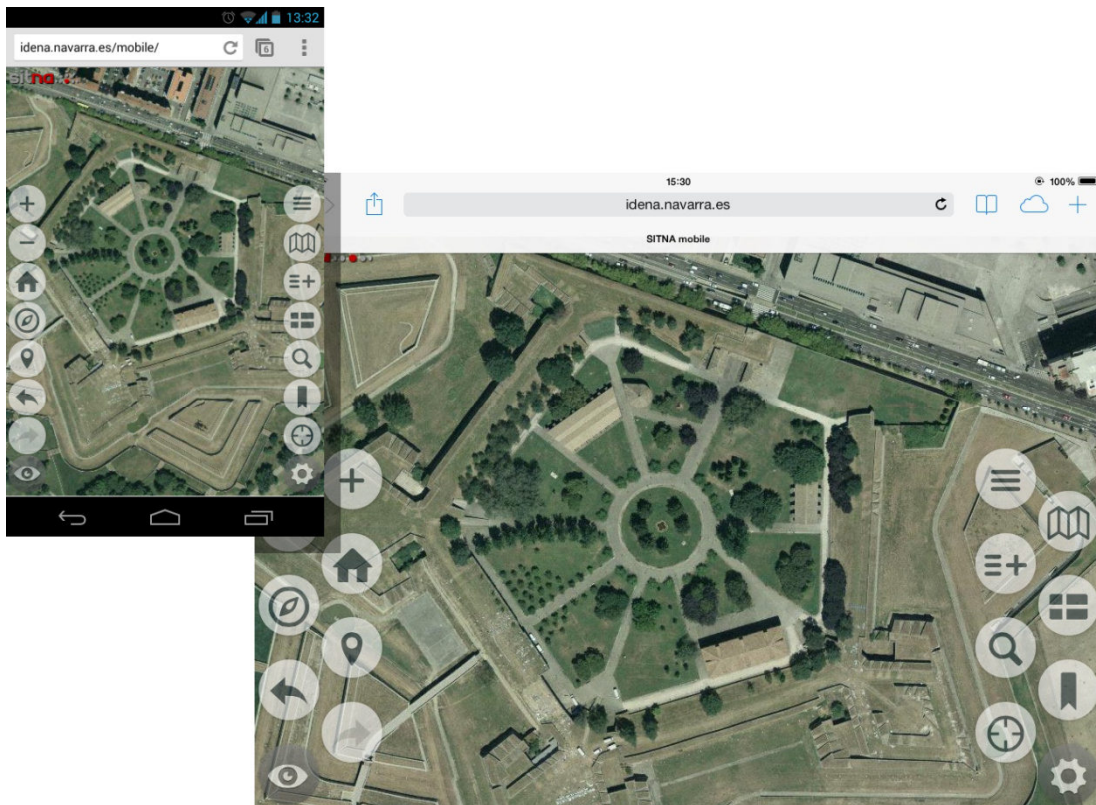 13:32
idena.navarra.es/mobile/
6
sitna
15:30
100%
idena.navarra.es
SITNA mobile